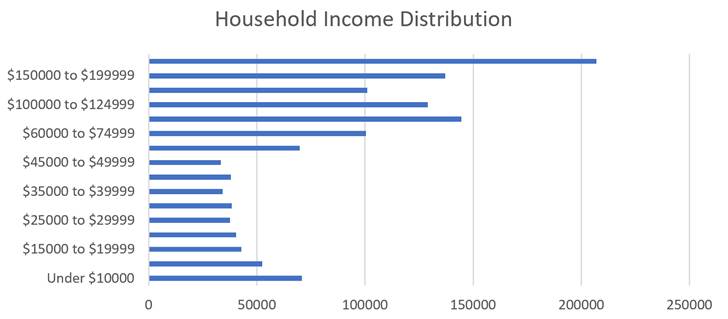 Household Income Distribution
$150000 to $199999
$100000 to $124999
$60000 to $74999
$45000 to $49999
$35000 to $39999
$25000 to $29999
$15000 to $19999
Under $10000
0 50000 100000 150000 200000 250000